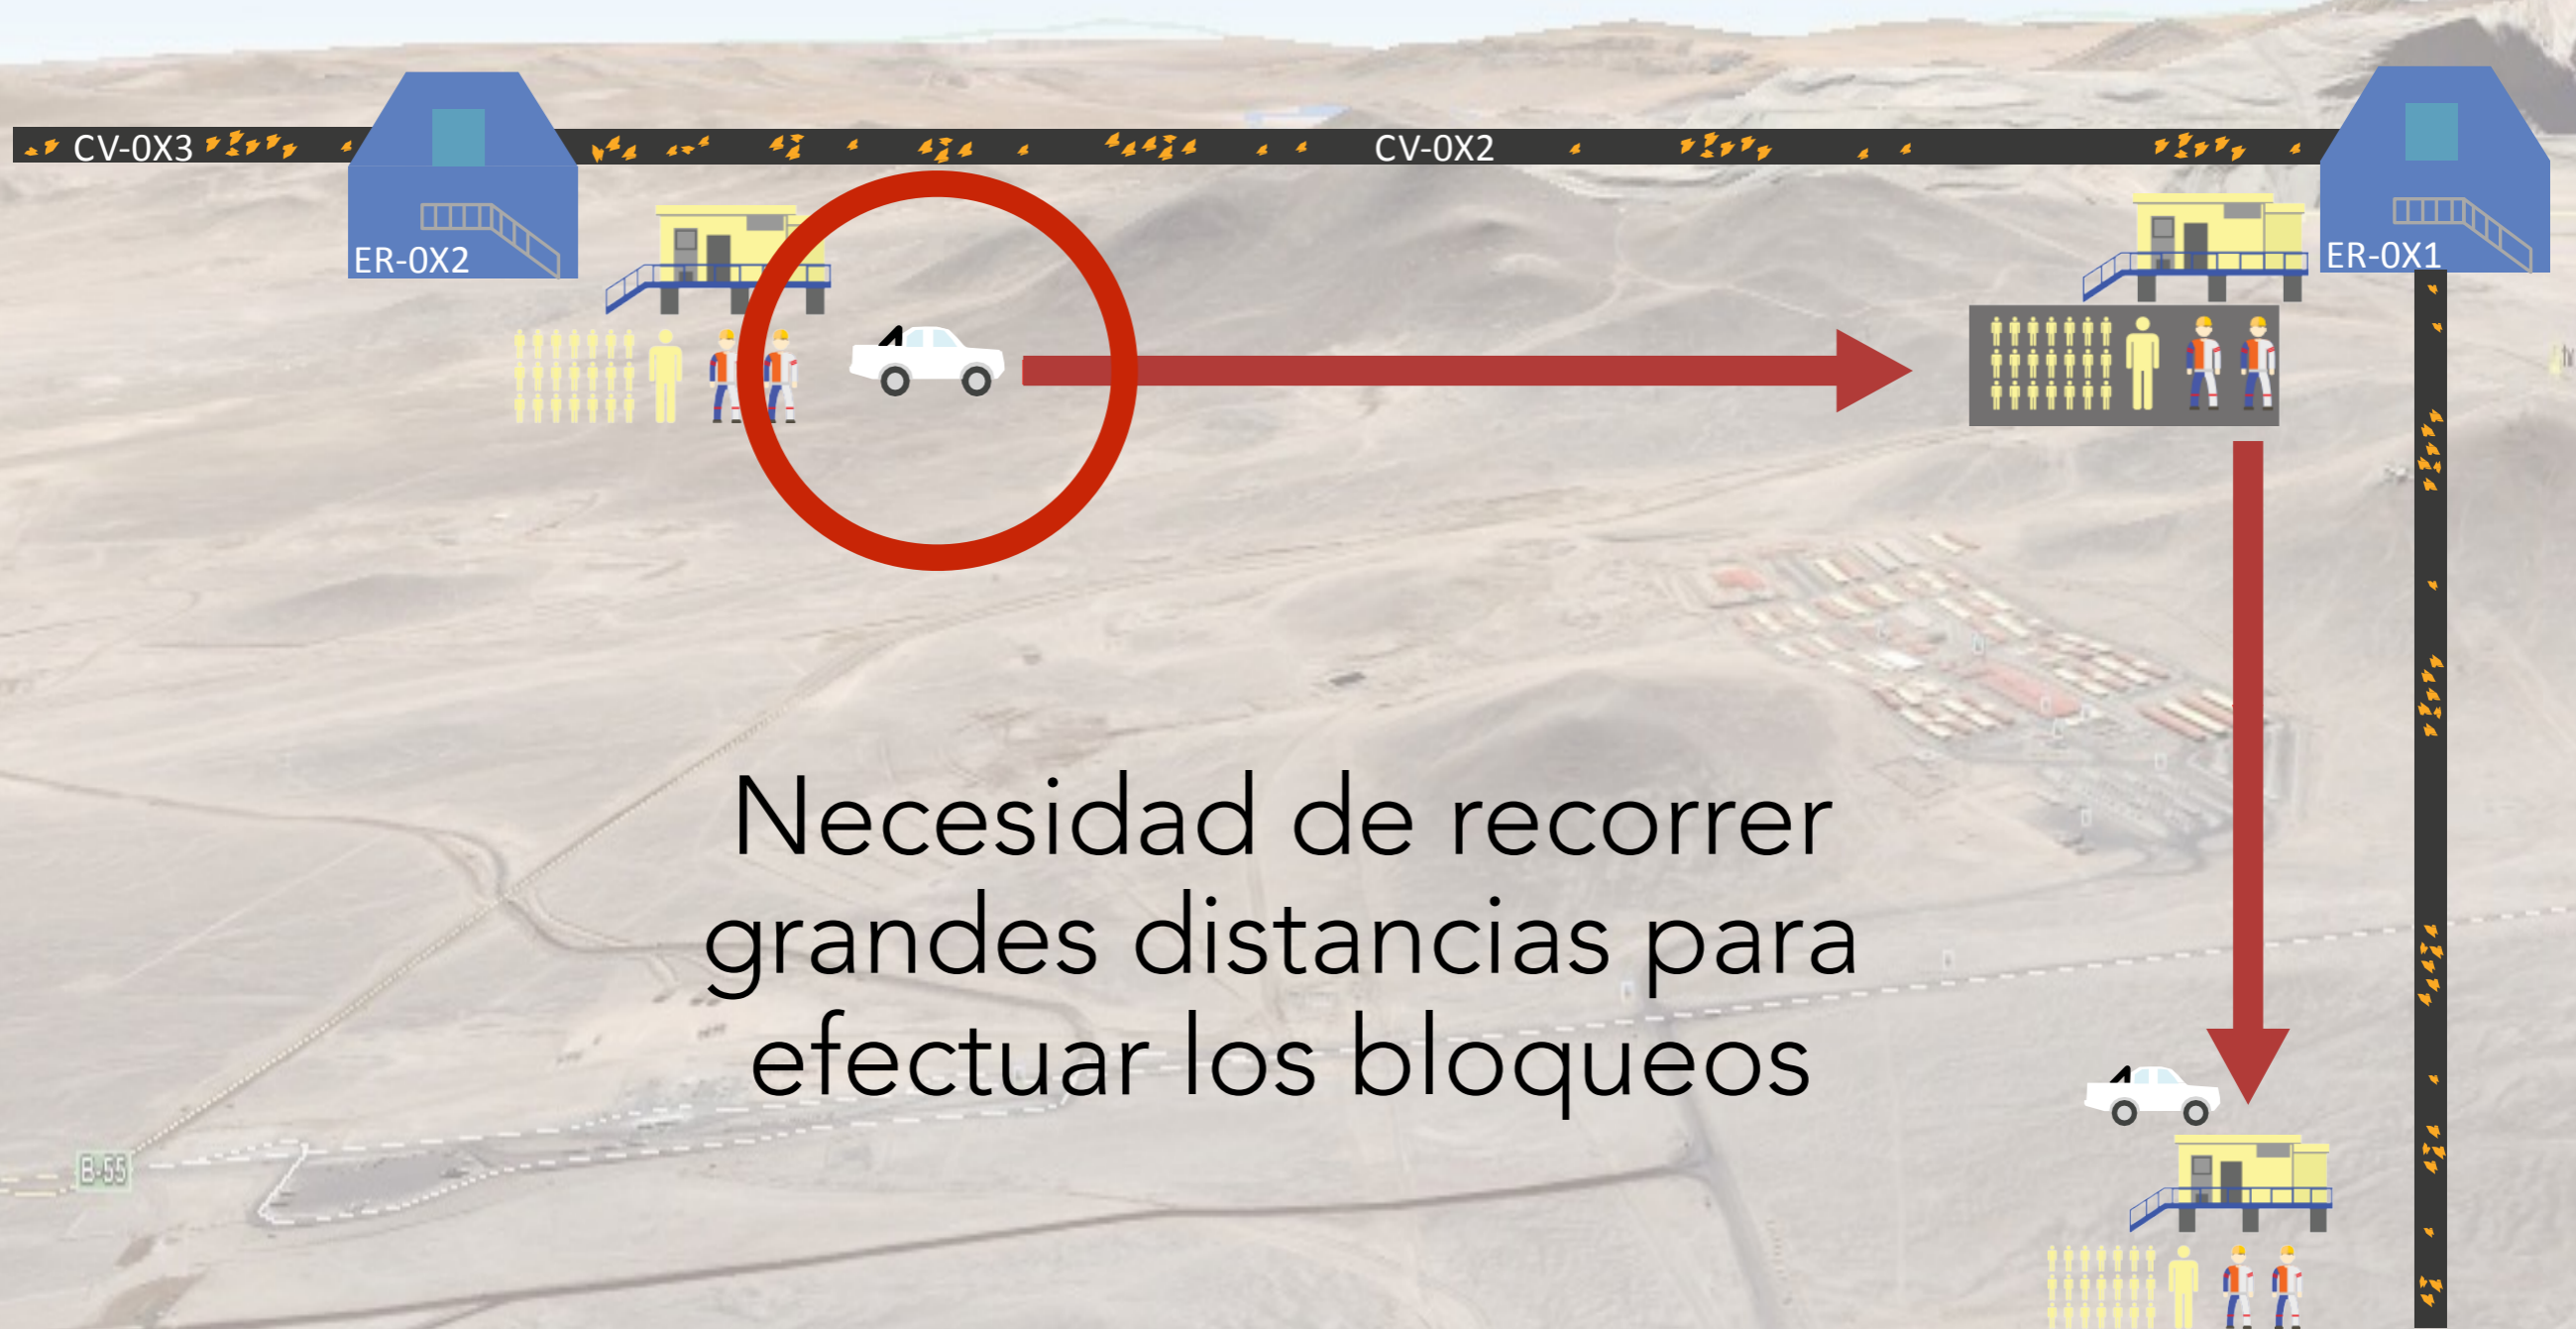 CV-0X3
CV-0X2
ER-0X2
ER-0X1
Necesidad de recorrer
grandes distancias para
efectuar los bloqueos
B-55